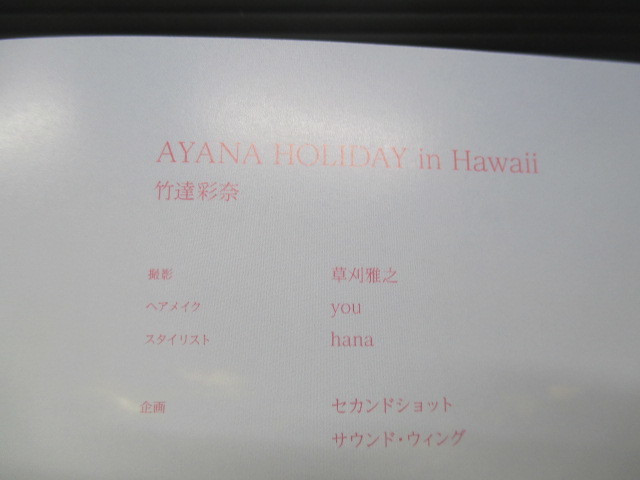 AYANA HOLIDAY in Hawaii
竹達彩奈
撮影 草刈雅之
ヘアメイク you
スタイリスト hana
企画 セカンドショット
サウンド・ウィング